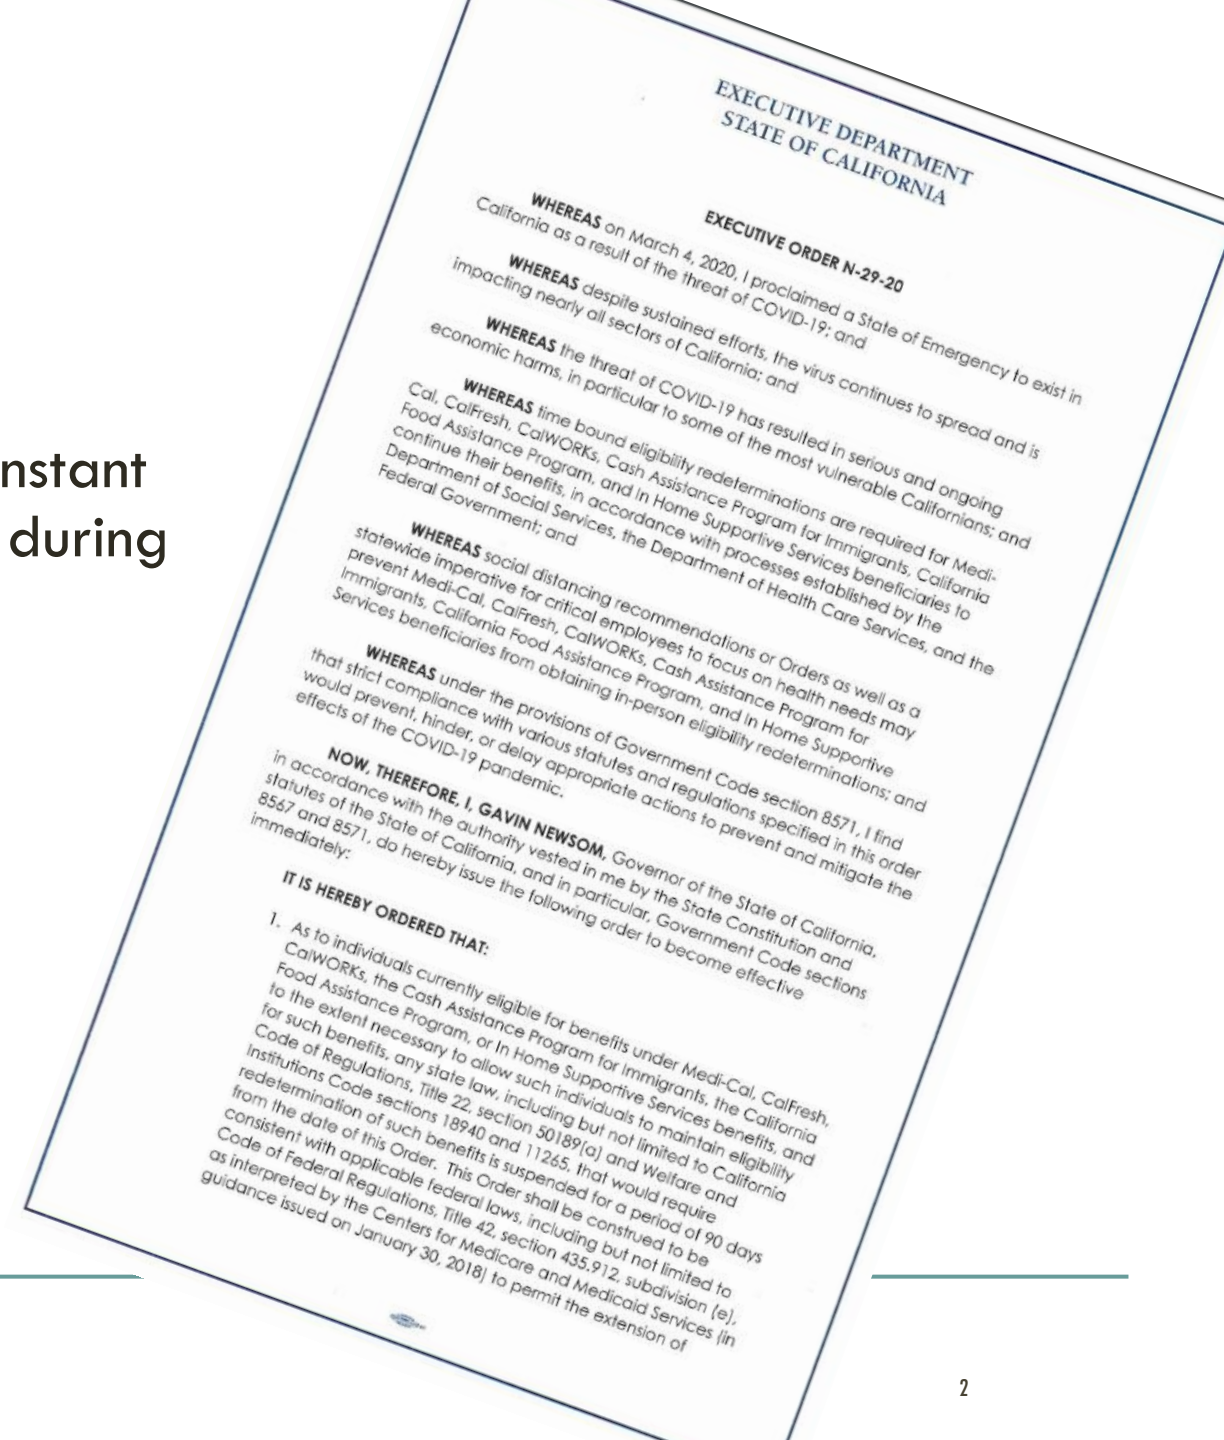 nstant
during
EXECUTIVE DEPARTMENT
STATE OF CALIFORNIA
EXECUTIVE ORDER N-29-20
WHEREAS on March 4, 2020, I proclaimed a State of Emergency to exist in
California as a result of the threat of COVID-19; and
WHEREAS despite sustained efforts, the virus continues to spread and is
impacting nearly all sectors of California; and
WHEREAS the threat of COVID-19 has resulted in serious and ongoing
economic harms, in particular to some of the most vulnerable Californians; and
WHEREAS time bound eligibility redeterminations are required for Medi-
Cal, CalFresh, CalWORKs, Cash Assistance Program for Immigrants, California
Food Assistance Program, and In Home Supportive Services beneficiaries to
continue their benefits, in accordance with processes established by the
Department of Social Services, the Department of Health Care Services, and the
Federal Government; and
WHEREAS social distancing recommendations or Orders as well as a
statewide imperative for critical employees to focus on health needs may
prevent Medi-Cal, CalFresh, CalWORKs, Cash Assistance Program for
Immigrants, California Food Assistance Program, and In Home Supportive
Services beneficiaries from obtaining in-person eligibility redeterminations; and
WHEREAS under the provisions of Government Code section 8571, I find
that strict compliance with various statutes and regulations specified in this order
would prevent, hinder, or delay appropriate actions to prevent and mitigate the
effects of the COVID-19 pandemic.
NOW, THEREFORE, I, GAVIN NEWSOM, Governor of the State of California,
in accordance with the authority vested in me by the State Constitution and
statutes of the State of California, and in particular, Government Code sections
8567 and 8571, do hereby issue the following order to become effective
immediately:
IT IS HEREBY ORDERED THAT:
1. As to individuals currently eligible for benefits under Medi-Cal, CalFresh,
CalWORKs, the Cash Assistance Program for Immigrants, the California
Food Assistance Program, or In Home Supportive Services benefits, and
to the extent necessary to allow such individuals to maintain eligibility
for such benefits, any state law, including but not limited to California
Code of Regulations, Title 22, section 50189(a) and Welfare and
Institutions Code sections 18940 and 11265, that would require
redetermination of such benefits is suspended for a period of 90 days
from the date of this Order. This Order shall be construed to be
consistent with applicable federal laws, including but not limited to
Code of Federal Regulations, Title 42, section 435.912, subdivision (e),
as interpreted by the Centers for Medicare and Medicaid Services (in
guidance issued on January 30, 2018) to permit the extension of
2